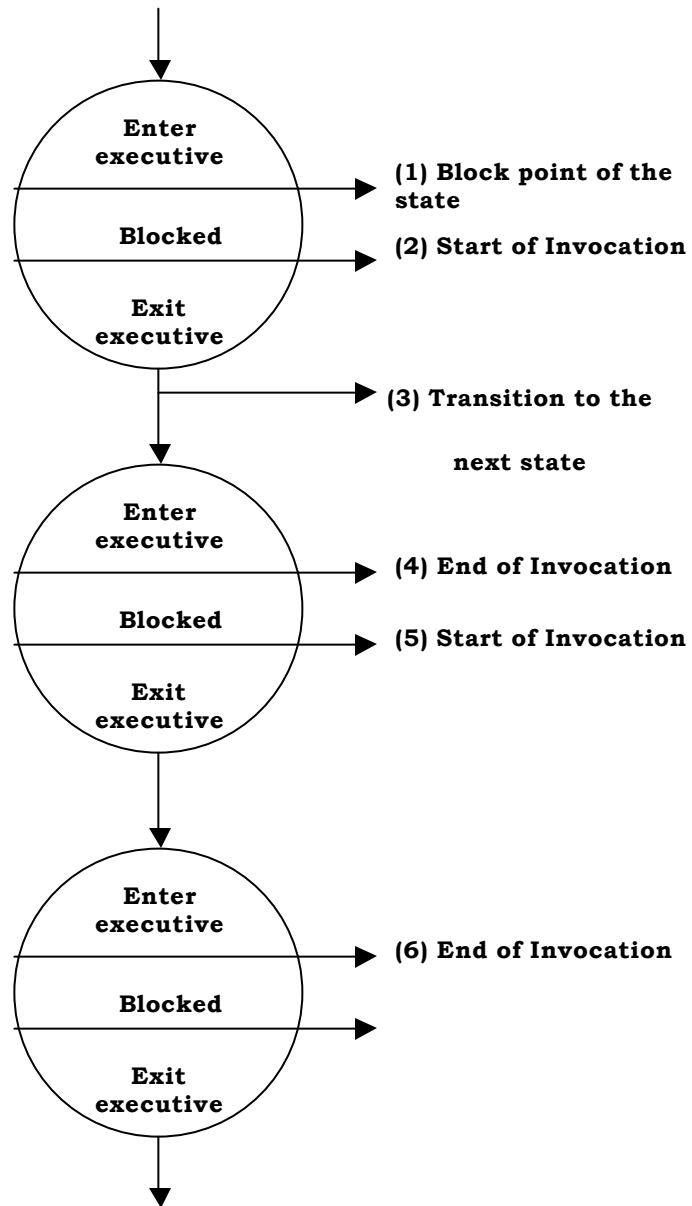 Enter
executive
(1) Block point of the
state
Blocked
(2) Start of Invocation
Exit
executive
(3) Transition to the
next state
Enter
executive
(4) End of Invocation
Blocked
(5) Start of Invocation
Exit
executive
Enter
executive
(6) End of Invocation
Blocked
Exit
executive